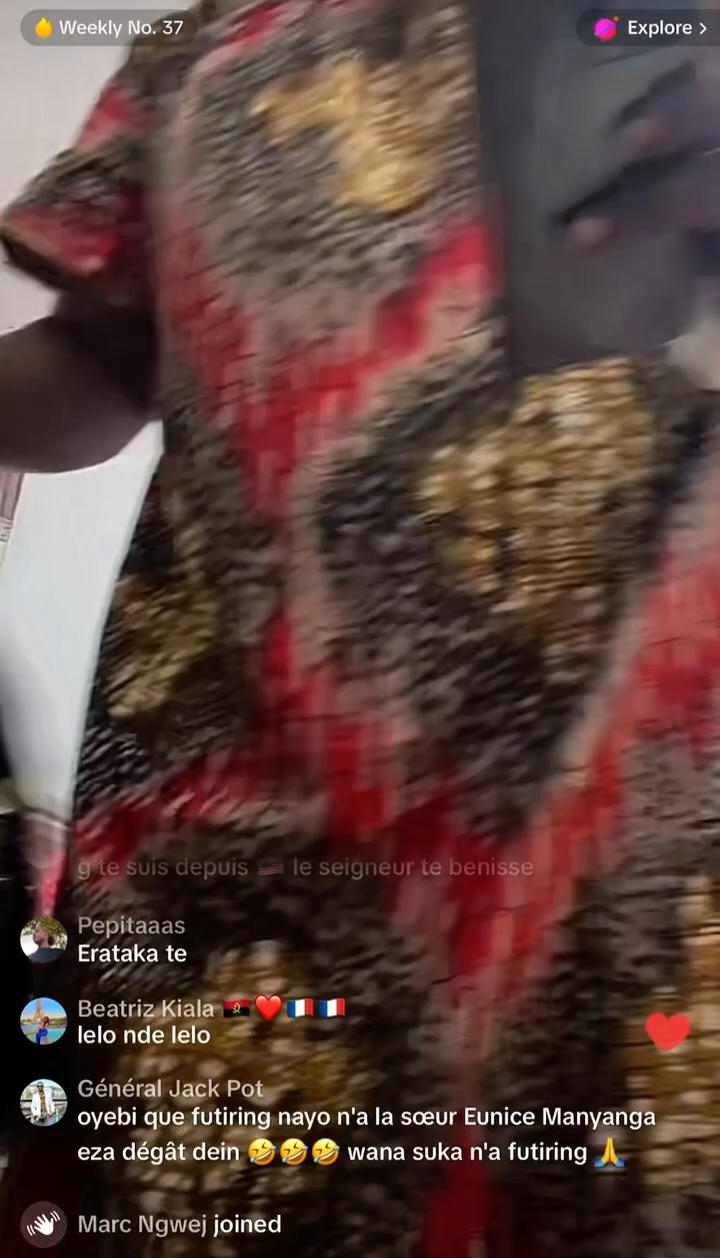 Weekly No. 37
Explore >
g te suis depuis 🇺🇸 le seigneur te benisse
Pepitaaas
Erataka te
Beatriz Kiala 🇦🇴❤️🇫🇷🇫🇷
lelo nde lelo
Général Jack Pot
oyebi que futiring nayo n'a la sœur Eunice Manyanga
eza dégât dein 🤣🤣🤣 wana suka n'a futiring 🙏
Marc Ngwej joined